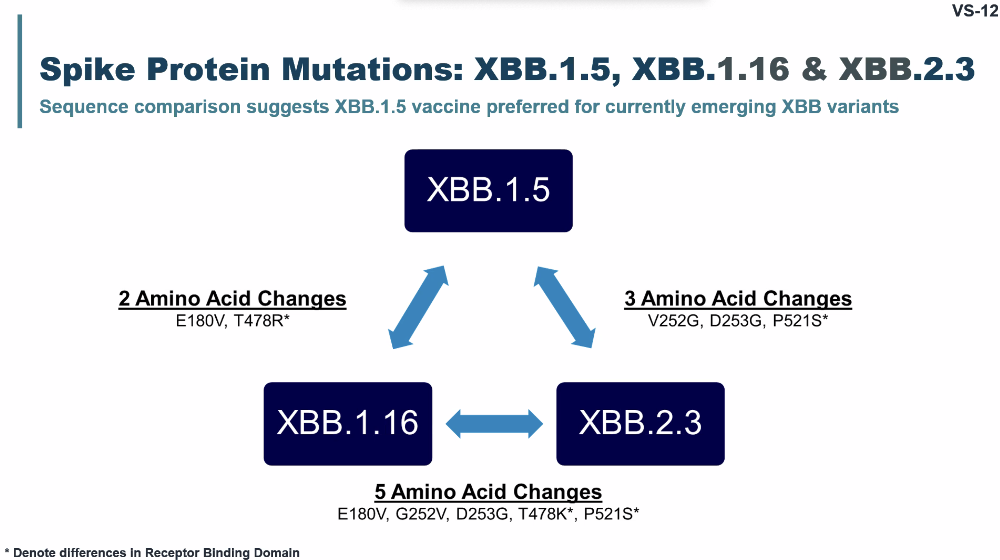 VS-12
Spike Protein Mutations: XBB.1.5, XBB.1.16 & XBB.2.3
Sequence comparison suggests XBB.1.5 vaccine preferred for currently emerging XBB variants
XBB.1.5
2 Amino Acid Changes
E180V, T478R*
3 Amino Acid Changes
V252G, D253G, P521S*
XBB.1.16
XBB.2.3
5 Amino Acid Changes
E180V, G252V, D253G, T478K*, P521S*
* Denote differences in Receptor Binding Domain